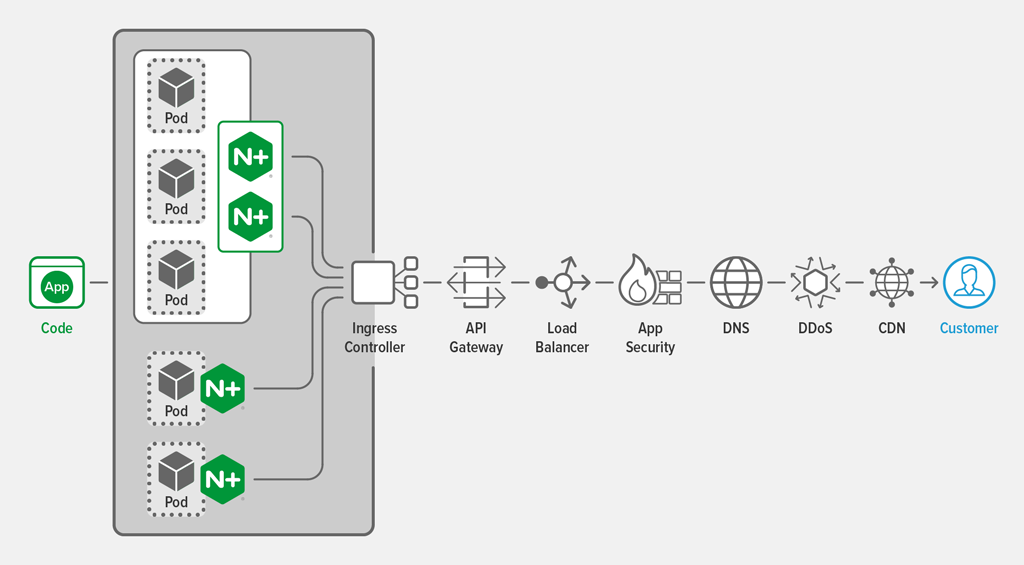 Pod
Pod
Pod
N+
N+
App
Code
Ingress
Controller
API
Gateway
Load
Balancer
App
Security
DNS
DDoS
CDN
Customer
Pod
N+
Pod
N+